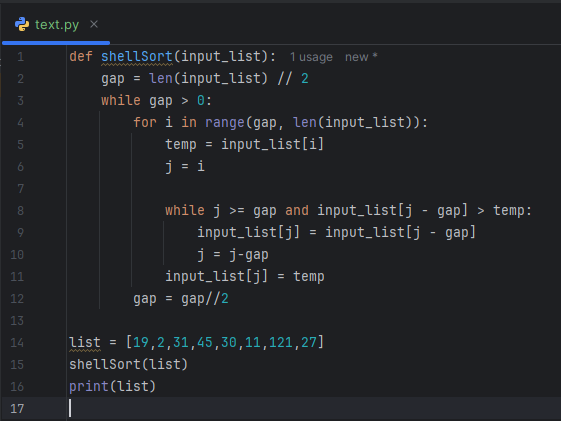 text.py
1 def shellSort(input_list): 1 usage new *
2     gap = len(input_list) // 2
3     while gap > 0:
4         for i in range(gap, len(input_list)):
5             temp = input_list[i]
6             j = i
7
8             while j >= gap and input_list[j - gap] > temp:
9                 input_list[j] = input_list[j - gap]
10                 j = j-gap
11             input_list[j] = temp
12         gap = gap//2
13
14 list = [19,2,31,45,30,11,121,27]
15 shellSort(list)
16 print(list)
17